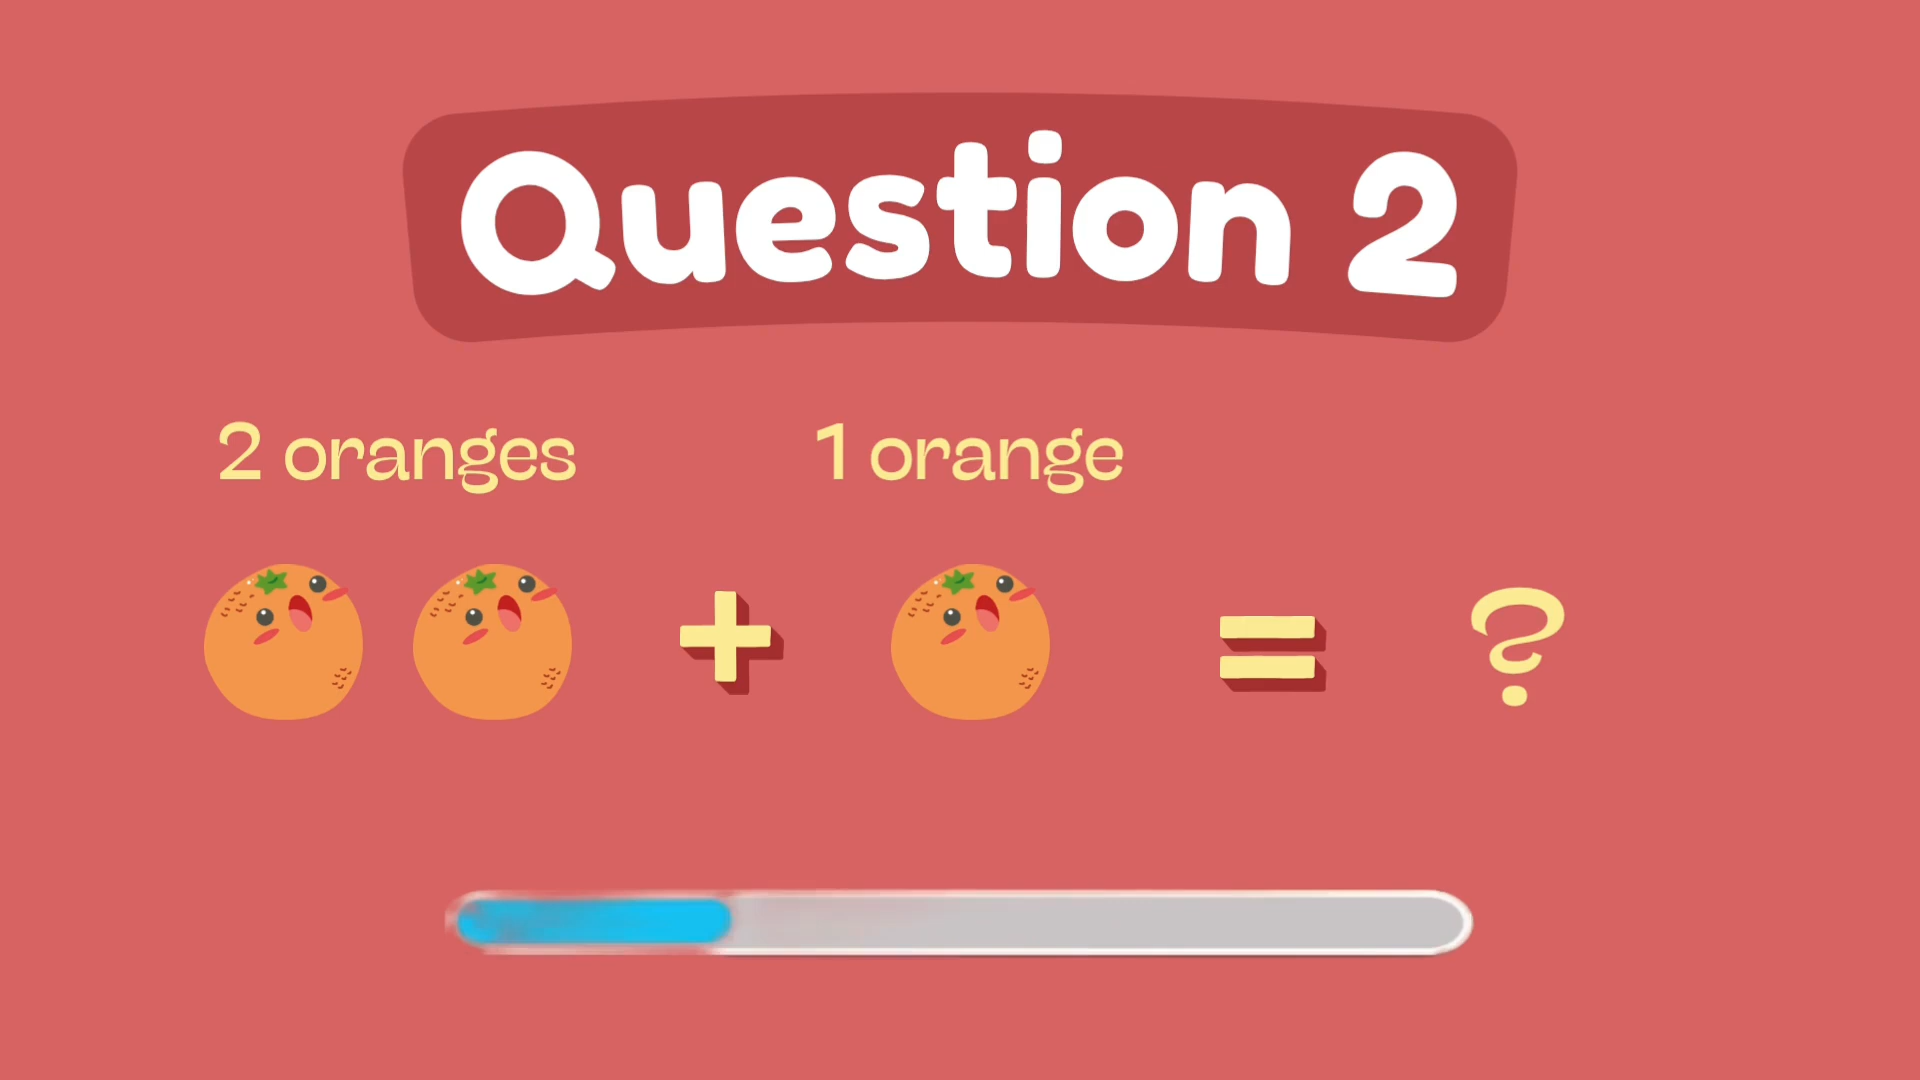 Question 2
2 oranges 1 orange
+ = ?